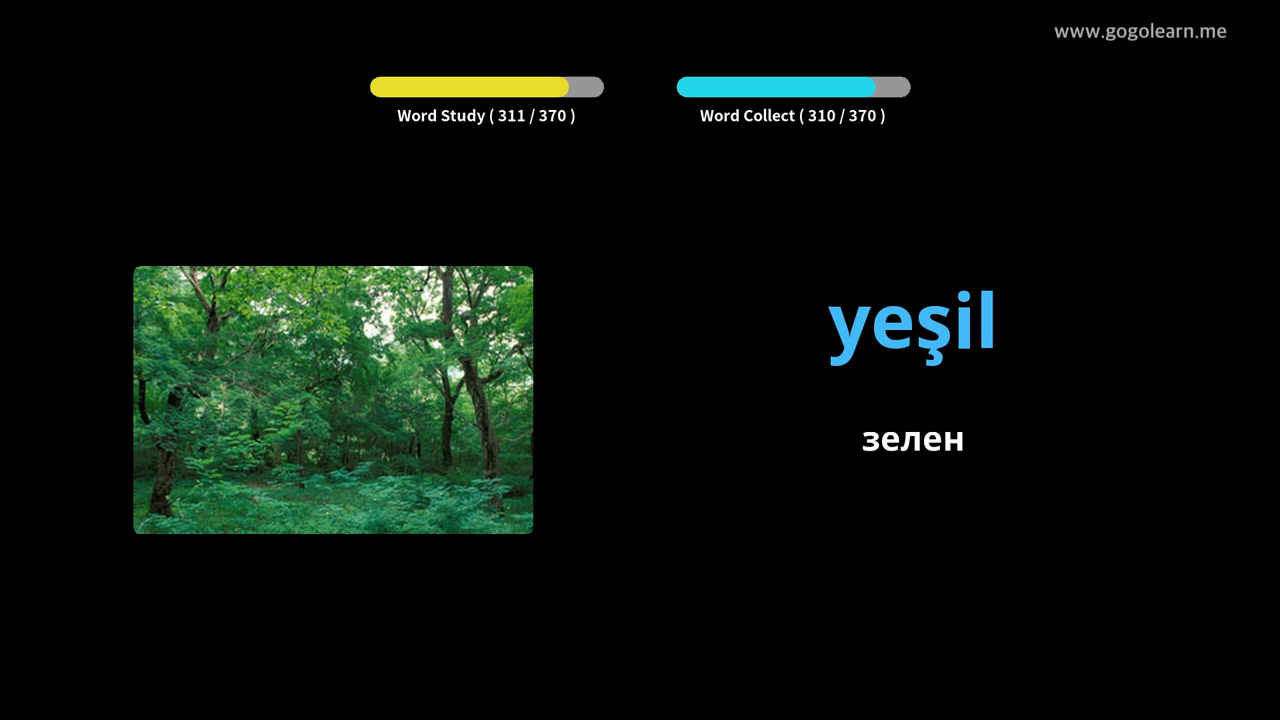 www.gogolearn.me
Word Study ( 311 / 370 )
Word Collect ( 310 / 370 )
yeşil
зелен